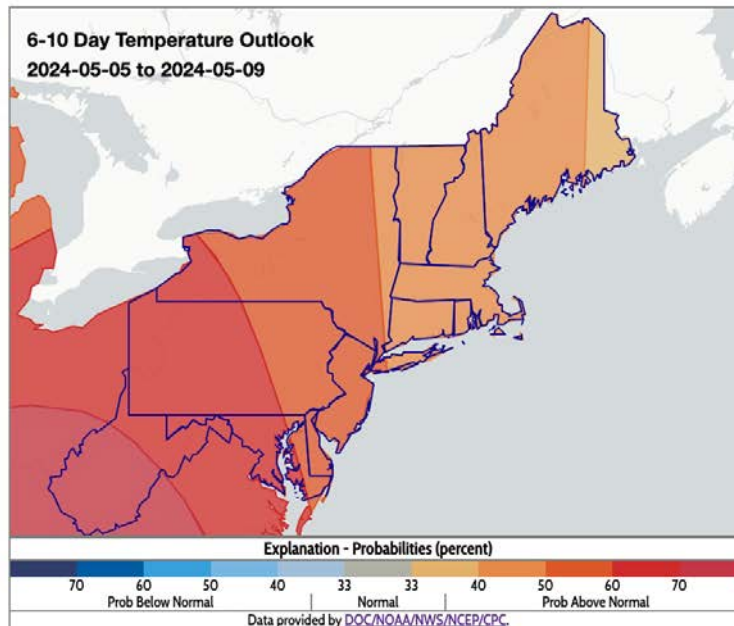 6-10 Day Temperature Outlook
2024-05-05 to 2024-05-09
Explanation - Probabilities (percent)
70 60 50 40 33 33 40 50 60 70
Prob Below Normal Normal Prob Above Normal
Data provided by DOC/NOAA/NWS/NCEP/CPC.